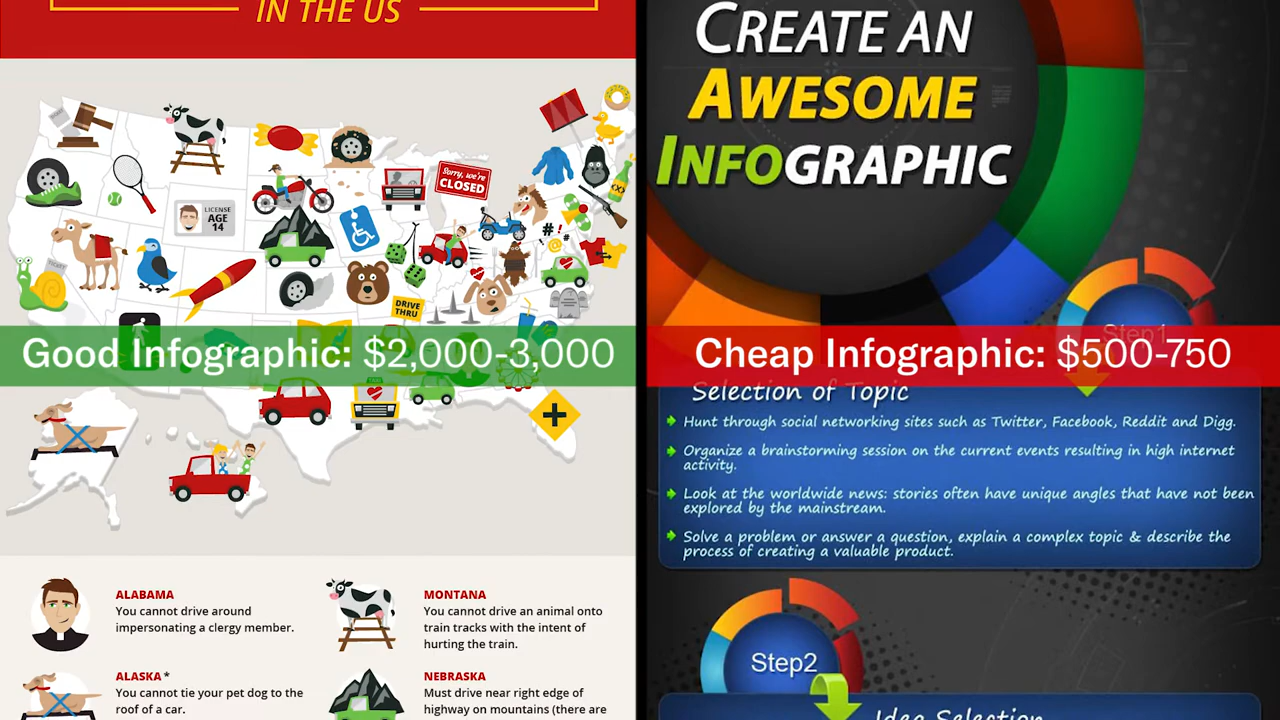 IN THE US
LICENSE
AGE
14
Sorry, we're
CLOSED
#!
*@
DRIVE
THRU
Good Infographic: $2,000-3,000
ALABAMA
You cannot drive around
impersonating a clergy member.
ALASKA *
You cannot tie your pet dog to the
roof of a car.
MONTANA
You cannot drive an animal onto
train tracks with the intent of
hurting the train.
NEBRASKA
Must drive near right edge of
highway on mountains (there are
CREATE AN
AWESOME
INFOGRAPHIC
Step1
Cheap Infographic: $500-750
Selection of Topic
Hunt through social networking sites such as Twitter, Facebook, Reddit and Digg.
Organize a brainstorming session on the current events resulting in high internet
activity.
Look at the worldwide news: stories often have unique angles that have not been
explored by the mainstream.
Solve a problem or answer a question, explain a complex topic & describe the
process of creating a valuable product.
Step2
Idea Selection